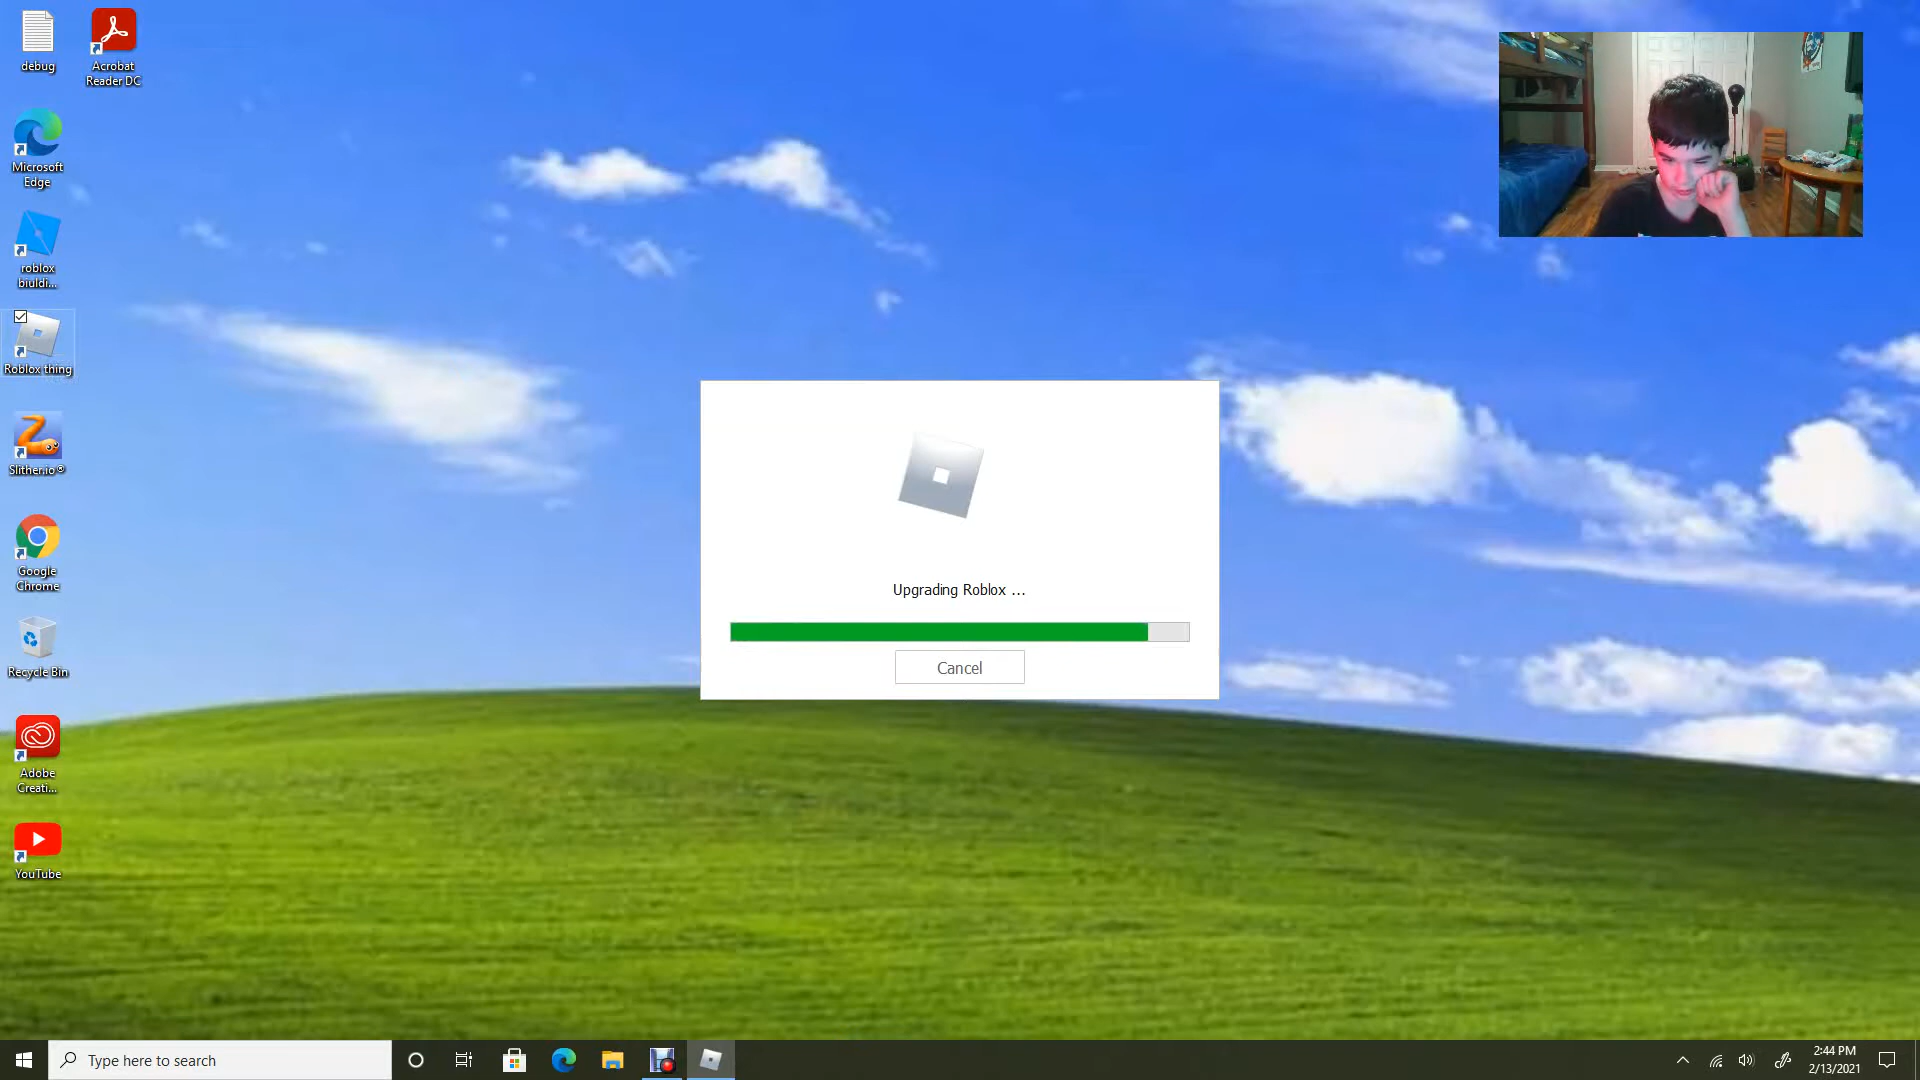 debug
Acrobat
Reader DC
Microsoft
Edge
roblox
biuldi...
Roblox thing
Slither.io®
Google
Chrome
Recycle Bin
Adobe
Creati...
YouTube
Upgrading Roblox ...
Cancel
Type here to search
2:44 PM
2/13/2021